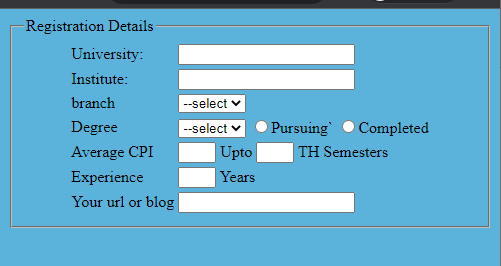 Registration Details
University:
Institute:
branch --select
Degree --select Pursuing` Completed
Average CPI Upto TH Semesters
Experience Years
Your url or blog